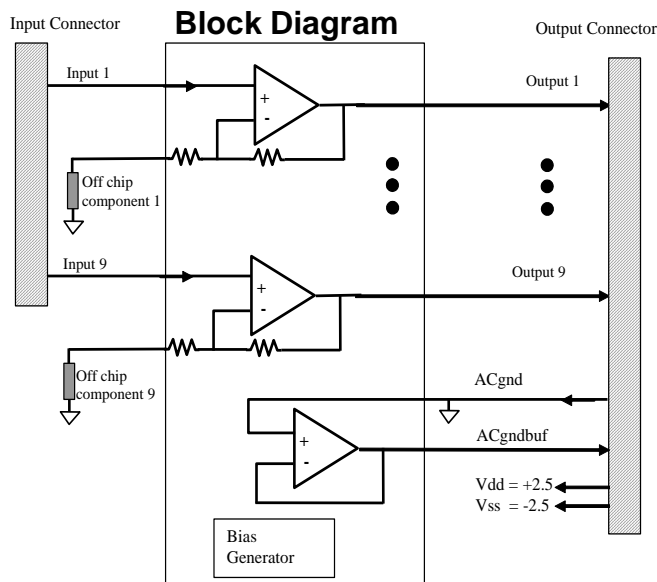 Block Diagram
Input Connector
Output Connector
Input 1
Output 1
+
-
Off chip
component 1
Input 9
Output 9
+
-
Off chip
component 9
ACgnd
ACgndbuf
+
-
Vdd = +2.5
Vss = -2.5
Bias
Generator